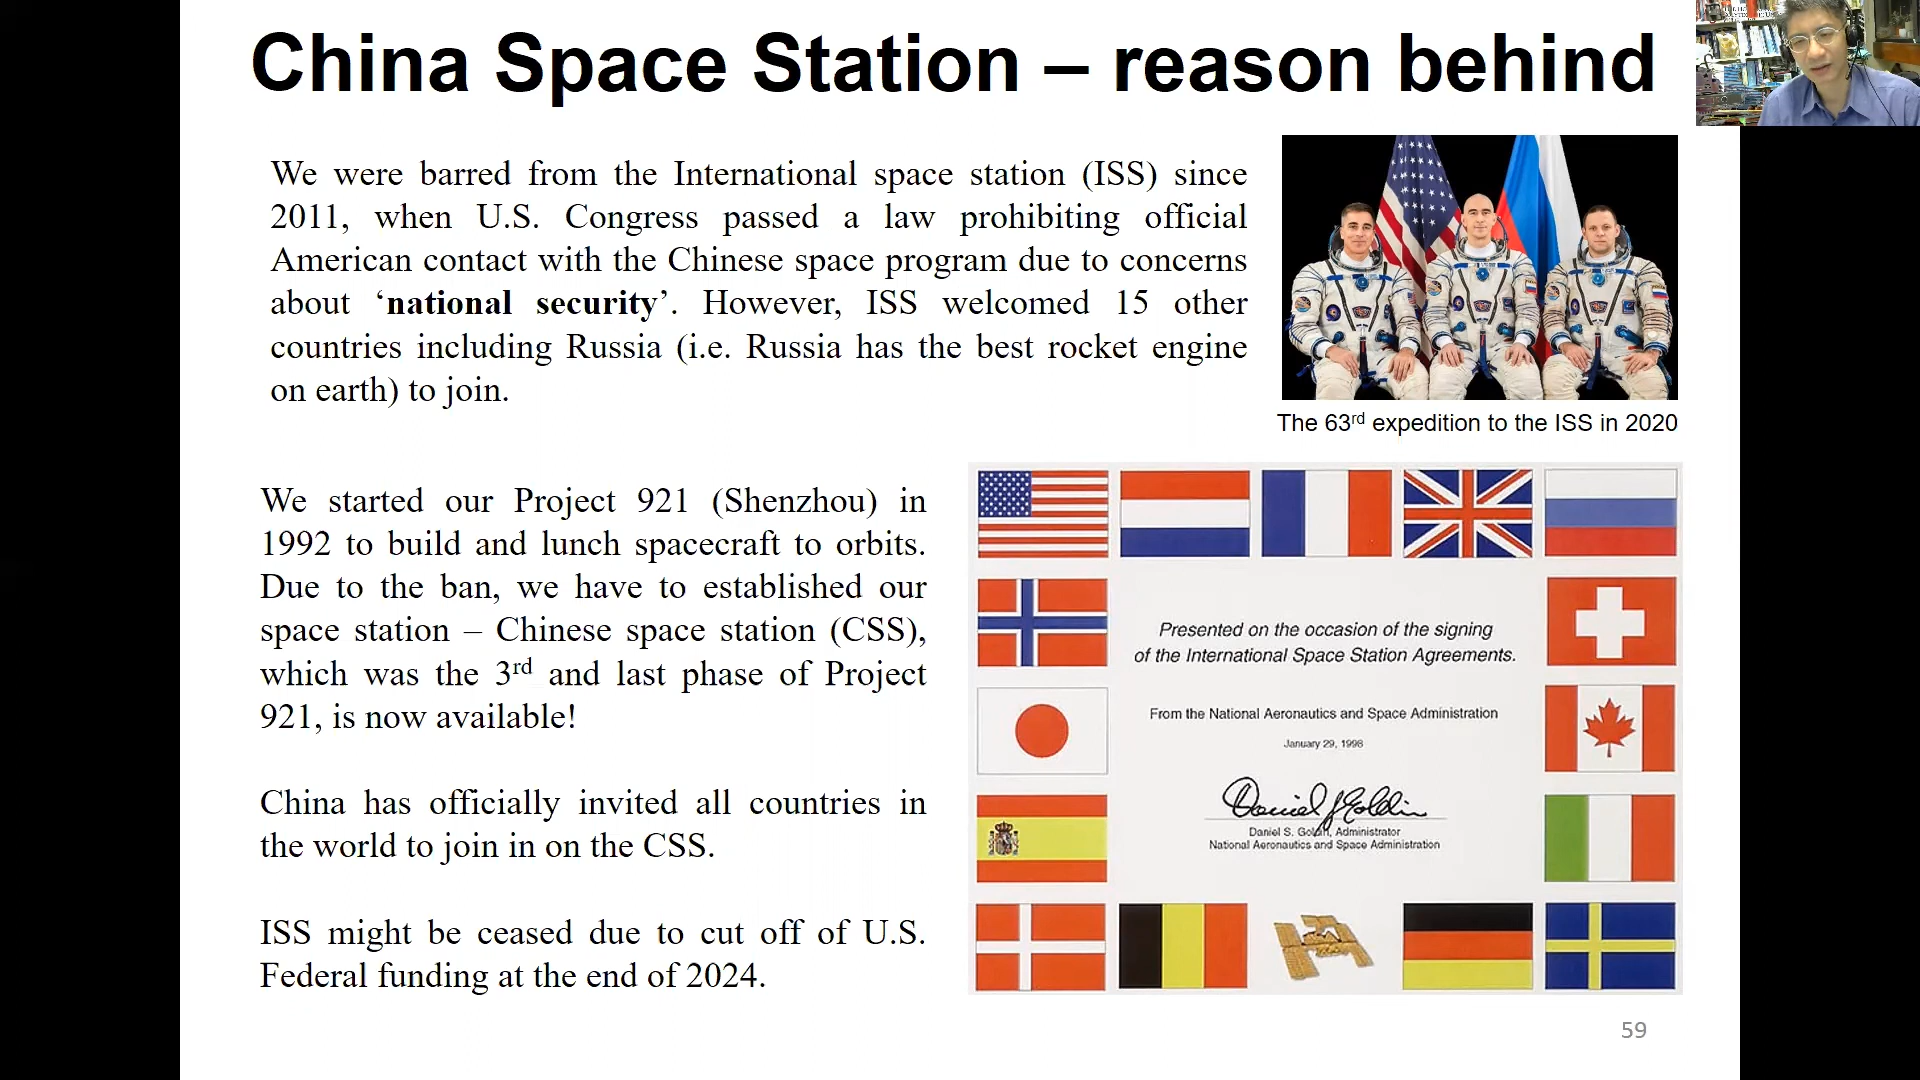 China Space Station – reason behind
We were barred from the International space station (ISS) since
2011, when U.S. Congress passed a law prohibiting official
American contact with the Chinese space program due to concerns
about ‘national security’. However, ISS welcomed 15 other
countries including Russia (i.e. Russia has the best rocket engine
on earth) to join.
The 63rd expedition to the ISS in 2020
We started our Project 921 (Shenzhou) in
1992 to build and lunch spacecraft to orbits.
Due to the ban, we have to established our
space station – Chinese space station (CSS),
which was the 3rd and last phase of Project
921, is now available!
China has officially invited all countries in
the world to join in on the CSS.
ISS might be ceased due to cut off of U.S.
Federal funding at the end of 2024.
Presented on the occasion of the signing
of the International Space Station Agreements.
From the National Aeronautics and Space Administration
January 29, 1998
Daniel S. Goldin, Administrator
National Aeronautics and Space Administration
59